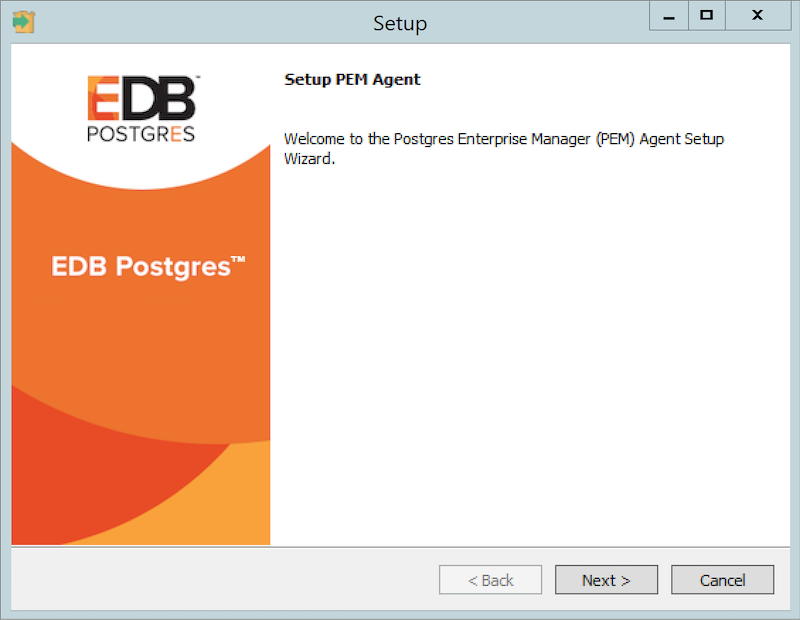 Setup
EDB™
POSTGRES
EDB Postgres™
Setup PEM Agent
Welcome to the Postgres Enterprise Manager (PEM) Agent Setup
Wizard.
< Back
Next >
Cancel